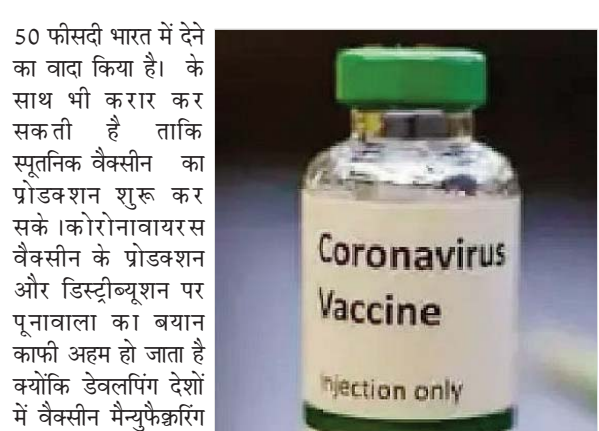 50 फीसदी भारत में देने
का वादा किया है। के
साथ भी करार कर
सकती है ताकि
स्पूतनिक वैक्सीन का
प्रोडक्शन शुरू कर
सके ।कोरोनावायरस
वैक्सीन के प्रोडक्शन
और डिस्ट्रीब्यूशन पर
पूनावाला का बयान
काफी अहम हो जाता है
क्योंकि डेवलपिंग देशों
में वैक्सीन मैन्युफैक्चरिंग
Coronavirus
Vaccine
Injection only